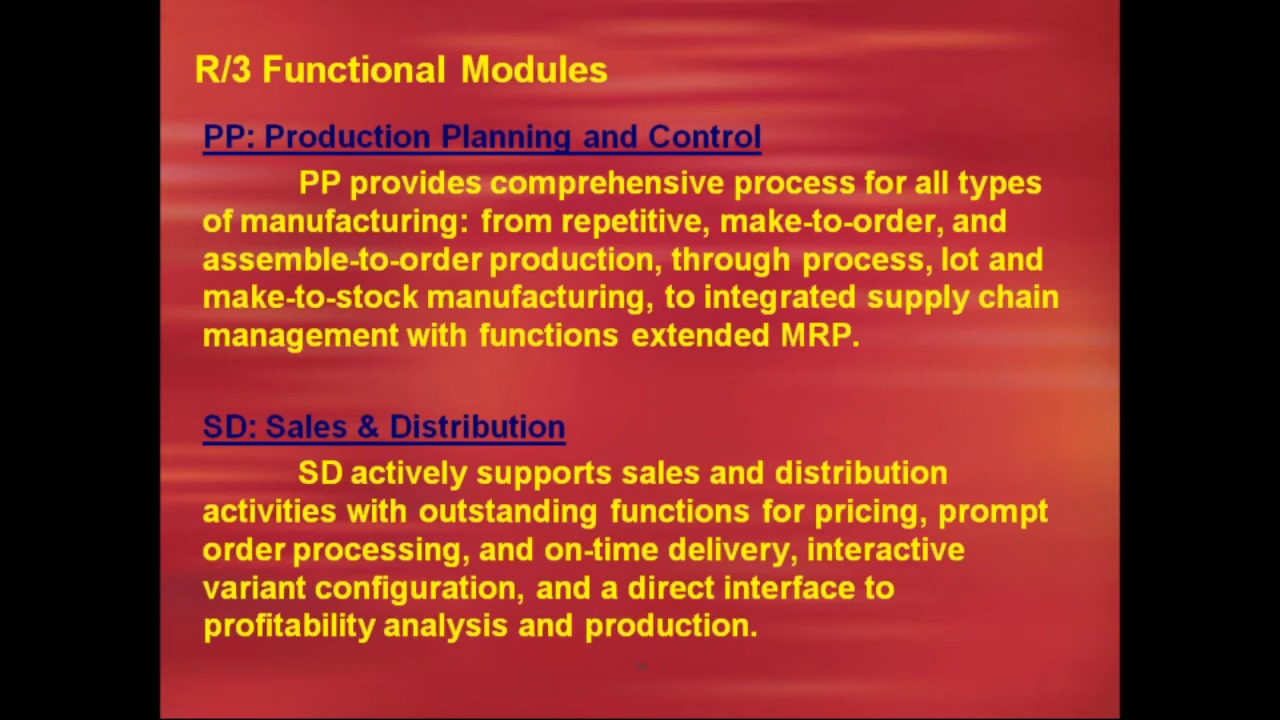 R/3 Functional Modules
PP: Production Planning and Control
PP provides comprehensive process for all types
of manufacturing: from repetitive, make-to-order, and
assemble-to-order production, through process, lot and
make-to-stock manufacturing, to integrated supply chain
management with functions extended MRP.
SD: Sales & Distribution
SD actively supports sales and distribution
activities with outstanding functions for pricing, prompt
order processing, and on-time delivery, interactive
variant configuration, and a direct interface to
profitability analysis and production.